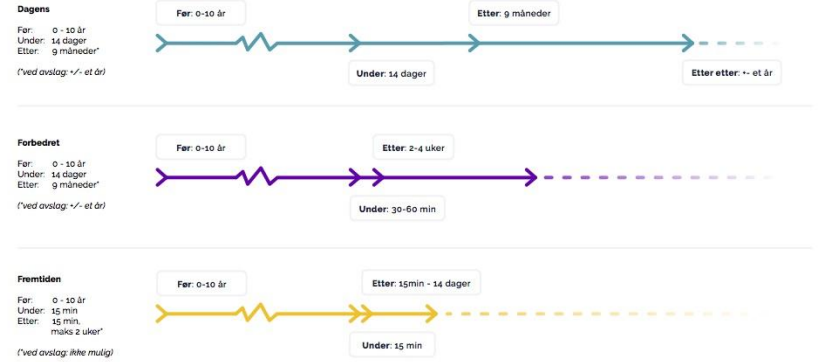 Dagens
Før: 0 - 10 år
Under: 14 dager
Etter: 9 måneder*
(*ved avslag: +/- et år)
Før: 0-10 år
Etter: 9 måneder
Under: 14 dager
Etter etter: +- et år
Forbedret
Før: 0 - 10 år
Under: 14 dager
Etter: 9 måneder*
(*ved avslag: +/- et år)
Før: 0-10 år
Etter: 2-4 uker
Under: 30-60 min
Fremtiden
Før: 0 - 10 år
Under: 15 min
Etter: 15 min,
maks 2 uker*
(*ved avslag: ikke mulig)
Før: 0-10 år
Etter: 15min - 14 dager
Under: 15 min